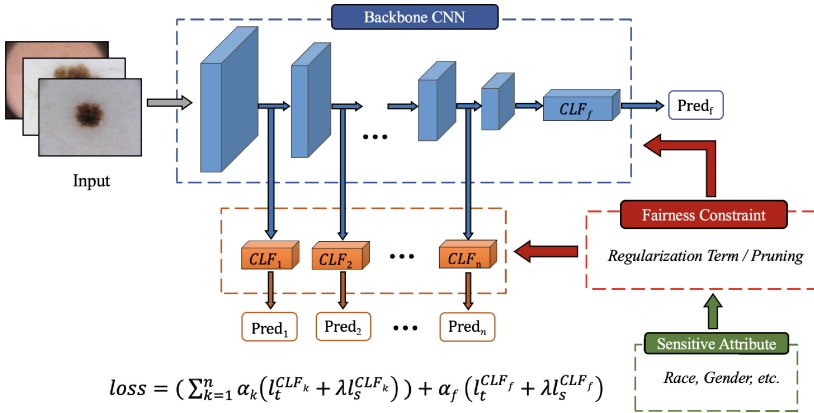 Backbone CNN
CLF_f
Pred_f
Input
Fairness Constraint
Regularization Term / Pruning
CLF_1 CLF_2 ••• CLF_n
Pred_1 Pred_2 ••• Pred_n
Sensitive Attribute
Race, Gender, etc.
loss = ( ∑_{k=1}^{n} α_k(l_t^{CLF_k} + λl_s^{CLF_k}) ) + α_f (l_t^{CLF_f} + λl_s^{CLF_f})